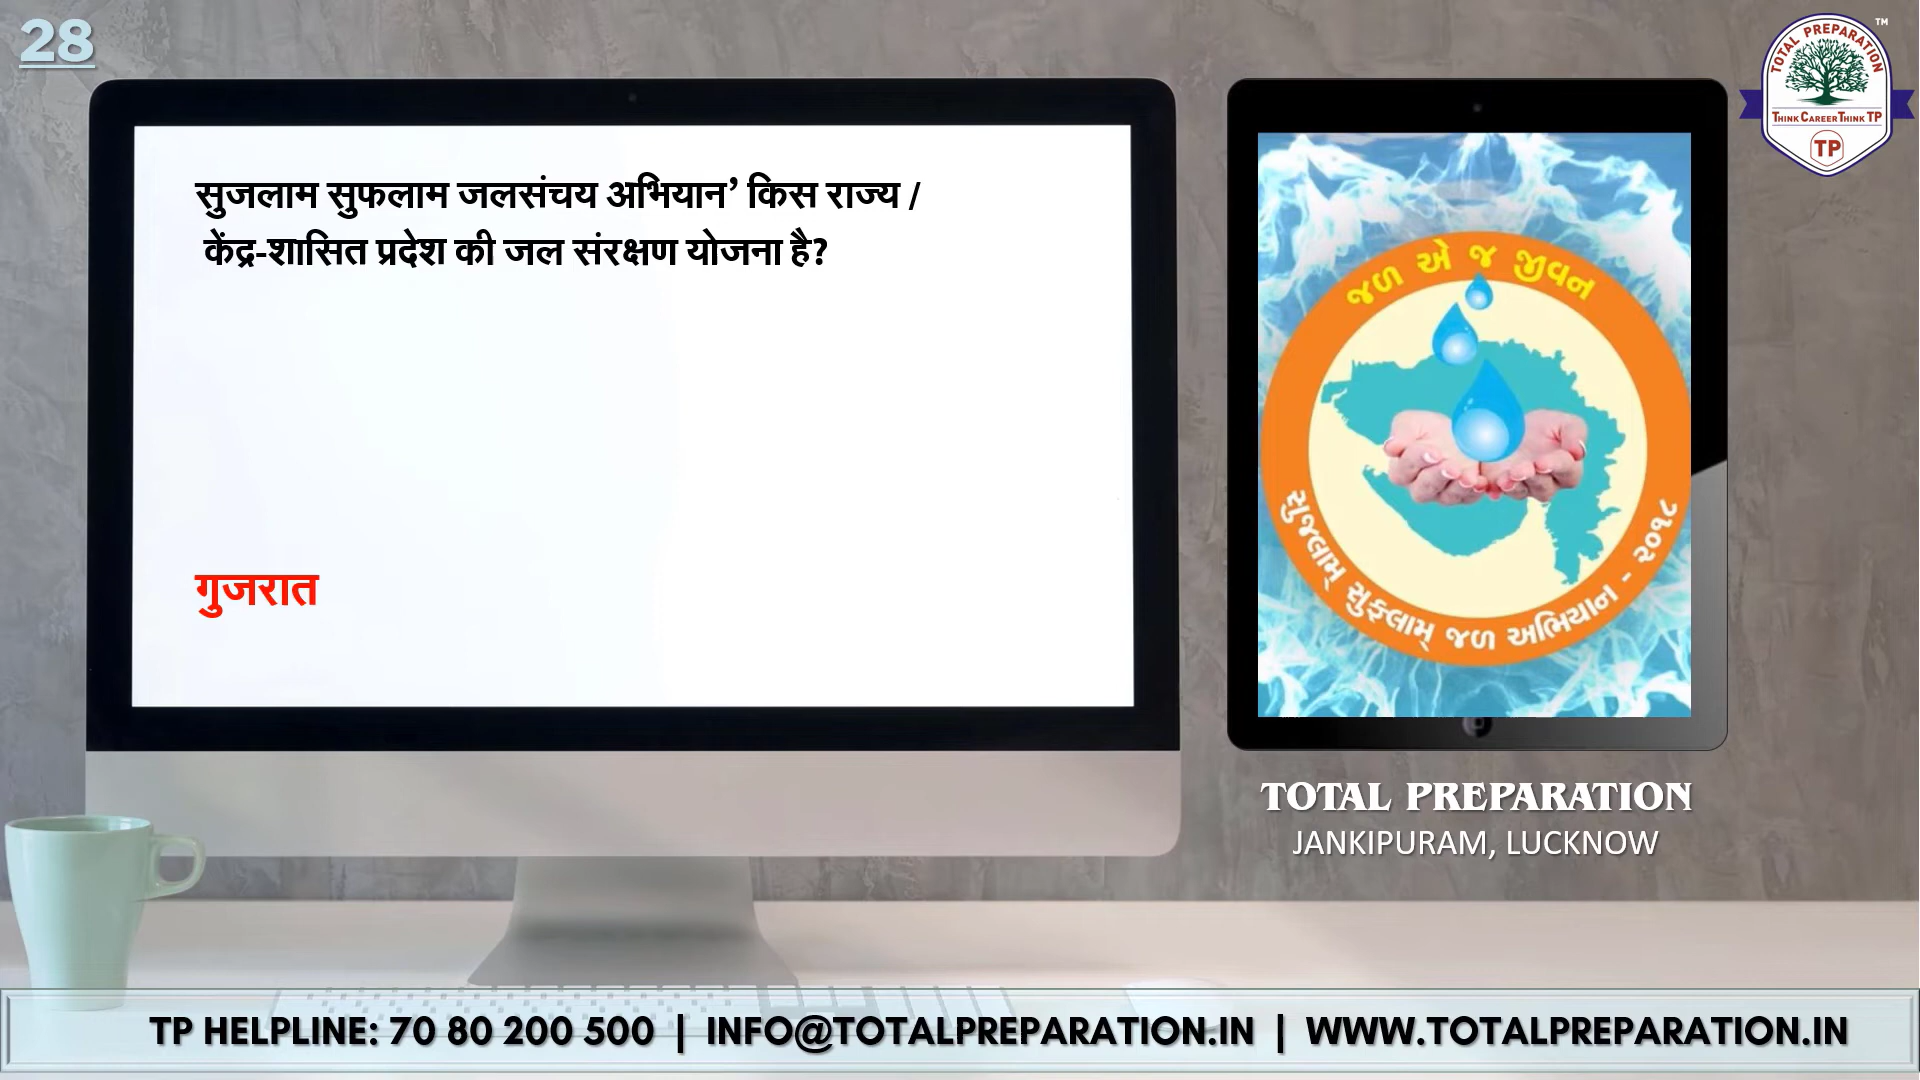 28
सुजलाम सुफलाम जलसंचय अभियान’ किस राज्य /
केंद्र-शासित प्रदेश की जल संरक्षण योजना है?
गुजरात
જળ એ જ જીવન
સુજલામ્ સુફલામ્ જળ અભિયાન - ૨૦૧૮
TOTAL PREPARATION
TM
THINK CAREER THINK TP
TP
TOTAL PREPARATION
JANKIPURAM, LUCKNOW
TP HELPLINE: 70 80 200 500 | INFO@TOTALPREPARATION.IN | WWW.TOTALPREPARATION.IN